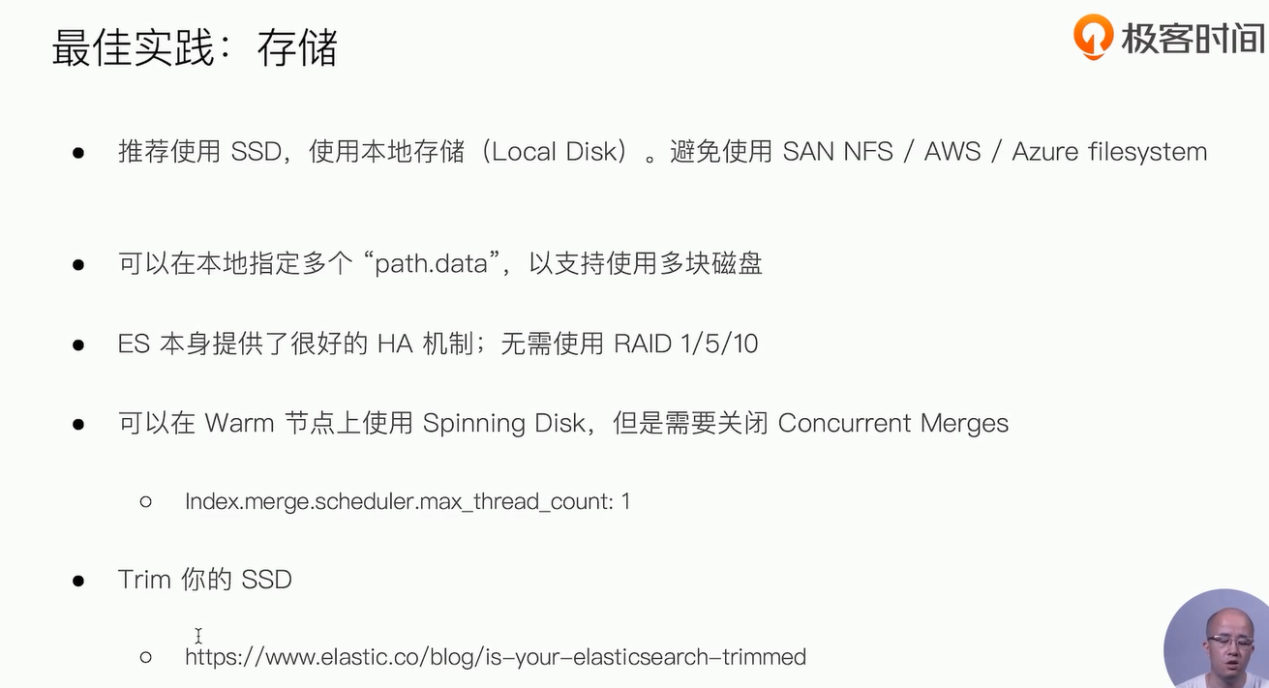 最佳实践：存储
极客时间
推荐使用 SSD，使用本地存储（Local Disk）。避免使用 SAN NFS / AWS / Azure filesystem
可以在本地指定多个 “path.data”，以支持使用多块磁盘
ES 本身提供了很好的 HA 机制；无需使用 RAID 1/5/10
可以在 Warm 节点上使用 Spinning Disk，但是需要关闭 Concurrent Merges
Index.merge.scheduler.max_thread_count: 1
Trim 你的 SSD
https://www.elastic.co/blog/is-your-elasticsearch-trimmed